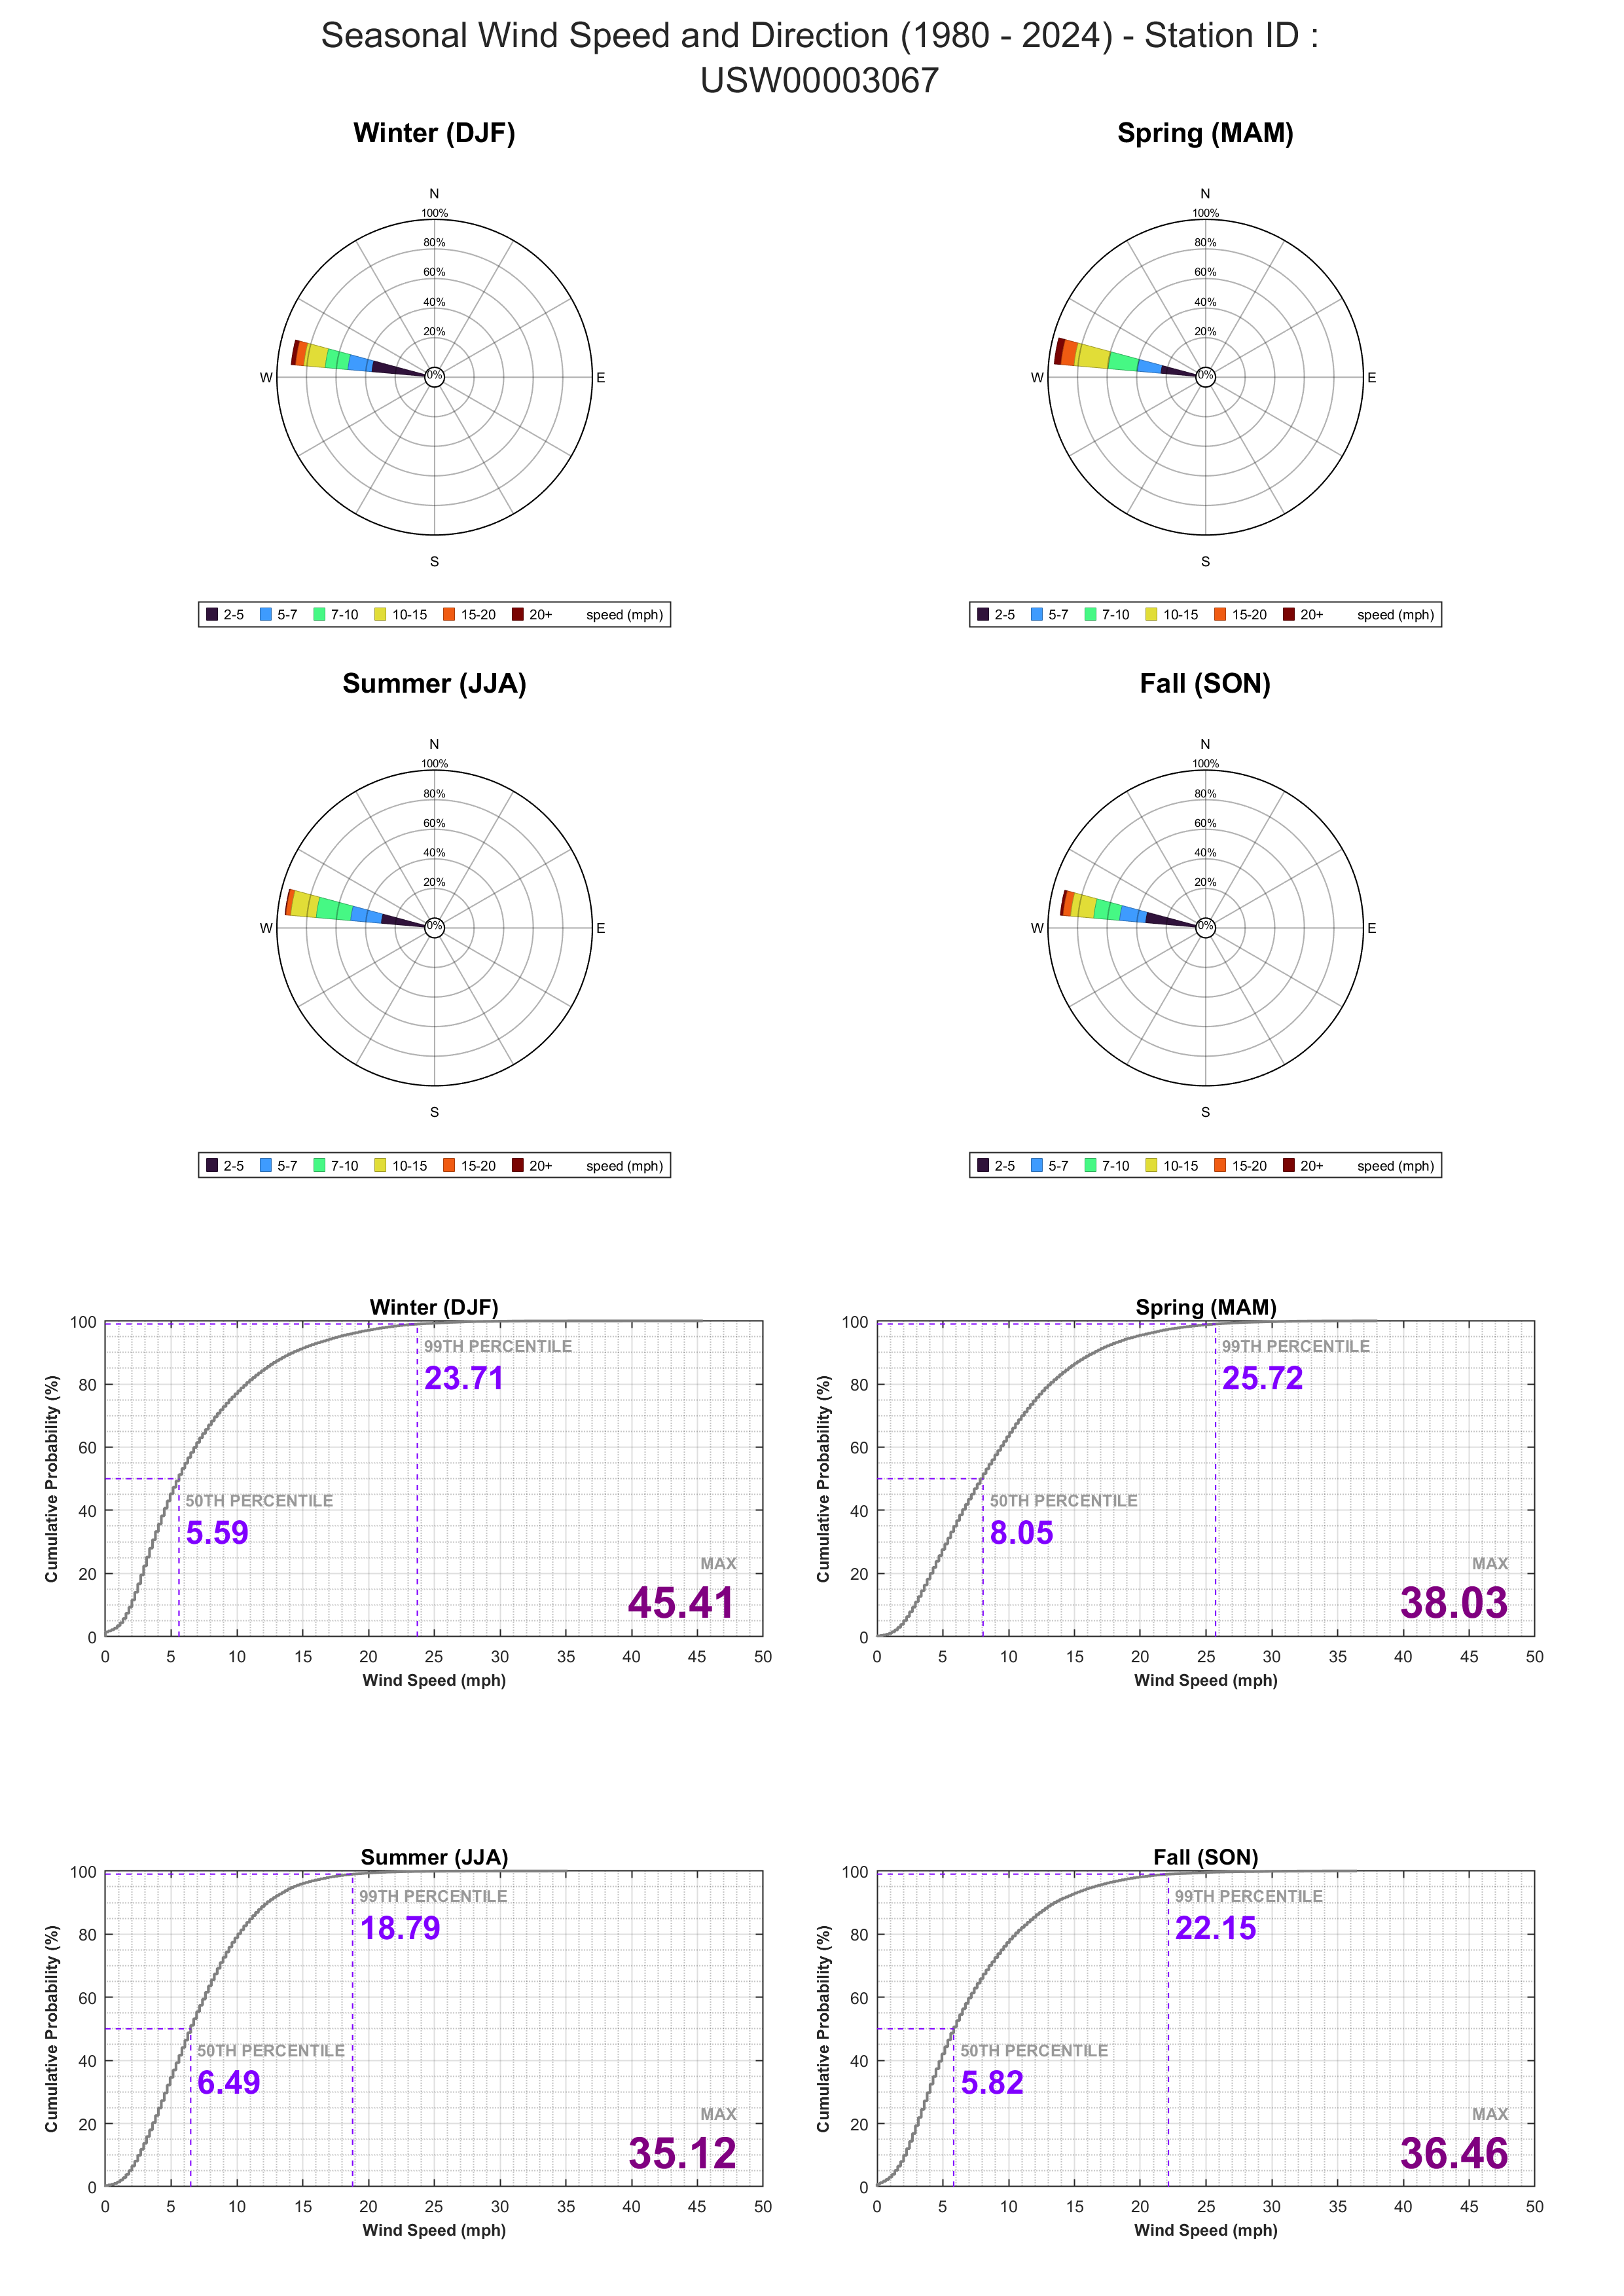 Seasonal Wind Speed and Direction (1980 - 2024) - Station ID :
USW00003067
Winter (DJF)
N
100%
80%
60%
40%
20%
0%
W
E
S
2-5 5-7 7-10 10-15 15-20 20+ speed (mph)
Spring (MAM)
N
100%
80%
60%
40%
20%
0%
W
E
S
2-5 5-7 7-10 10-15 15-20 20+ speed (mph)
Summer (JJA)
N
100%
80%
60%
40%
20%
0%
W
E
S
2-5 5-7 7-10 10-15 15-20 20+ speed (mph)
Fall (SON)
N
100%
80%
60%
40%
20%
0%
W
E
S
2-5 5-7 7-10 10-15 15-20 20+ speed (mph)
Winter (DJF)
Cumulative Probability (%)
100
80
60
40
20
0
99TH PERCENTILE
23.71
50TH PERCENTILE
5.59
MAX
45.41
0 5 10 15 20 25 30 35 40 45 50
Wind Speed (mph)
Spring (MAM)
Cumulative Probability (%)
100
80
60
40
20
0
99TH PERCENTILE
25.72
50TH PERCENTILE
8.05
MAX
38.03
0 5 10 15 20 25 30 35 40 45 50
Wind Speed (mph)
Summer (JJA)
Cumulative Probability (%)
100
80
60
40
20
0
99TH PERCENTILE
18.79
50TH PERCENTILE
6.49
MAX
35.12
0 5 10 15 20 25 30 35 40 45 50
Wind Speed (mph)
Fall (SON)
Cumulative Probability (%)
100
80
60
40
20
0
99TH PERCENTILE
22.15
50TH PERCENTILE
5.82
MAX
36.46
0 5 10 15 20 25 30 35 40 45 50
Wind Speed (mph)